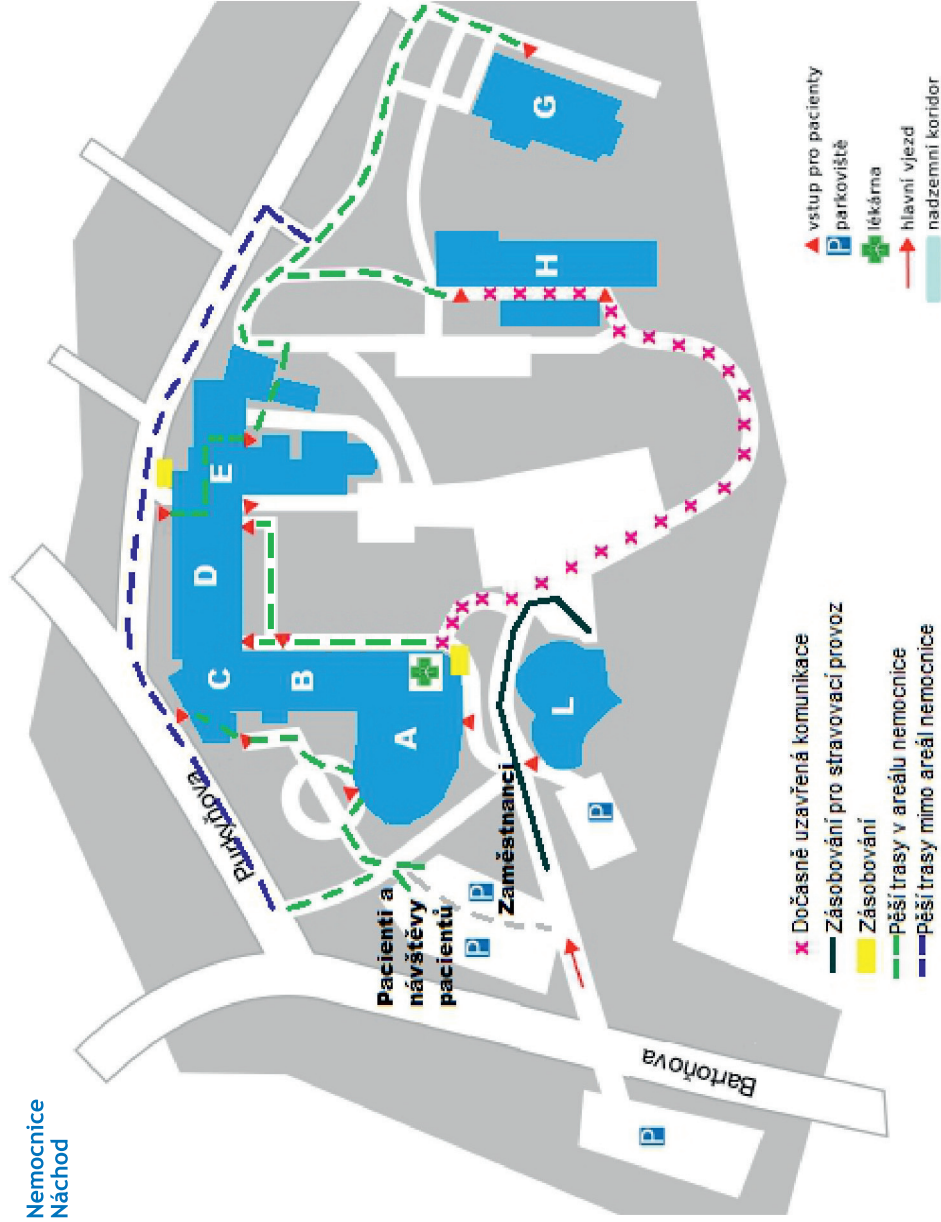 Nemocnice
Náchod
Purkyňova
Bartoňova
Pacienti a
návštěvy
pacientů
Zaměstnanci
A
B
C
D
E
G
H
L
P
P
P
P
Dočasně uzavřená komunikace
Zásobování pro stravovací provoz
Zásobování
Pěší trasy v areálu nemocnice
Pěší trasy mimo areál nemocnice
vstup pro pacienty
P parkoviště
lékárna
hlavní vjezd
nadzemní koridor